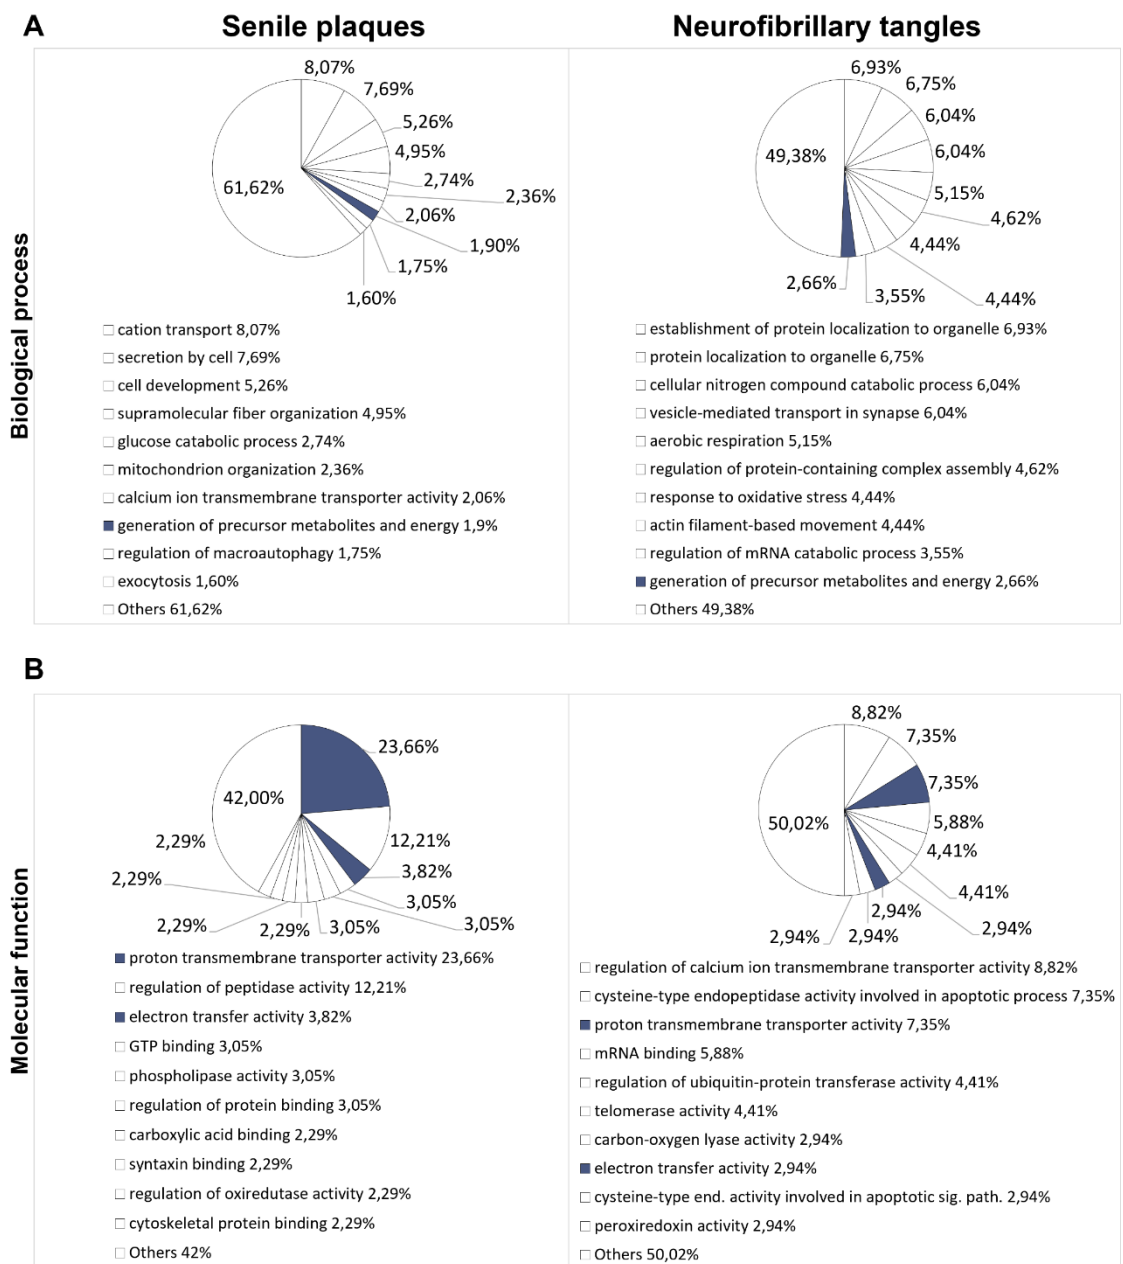 A
Senile plaques
Neurofibrillary tangles
Biological process
8,07%
7,69%
5,26%
4,95%
2,74%
2,36%
2,06%
1,90%
1,75%
1,60%
61,62%
cation transport 8,07%
secretion by cell 7,69%
cell development 5,26%
supramolecular fiber organization 4,95%
glucose catabolic process 2,74%
mitochondrion organization 2,36%
calcium ion transmembrane transporter activity 2,06%
generation of precursor metabolites and energy 1,9%
regulation of macroautophagy 1,75%
exocytosis 1,60%
Others 61,62%
6,93%
6,75%
6,04%
6,04%
5,15%
4,62%
4,44%
4,44%
3,55%
2,66%
49,38%
establishment of protein localization to organelle 6,93%
protein localization to organelle 6,75%
cellular nitrogen compound catabolic process 6,04%
vesicle-mediated transport in synapse 6,04%
aerobic respiration 5,15%
regulation of protein-containing complex assembly 4,62%
response to oxidative stress 4,44%
actin filament-based movement 4,44%
regulation of mRNA catabolic process 3,55%
generation of precursor metabolites and energy 2,66%
Others 49,38%
B
Molecular function
23,66%
12,21%
3,82%
3,05%
3,05%
3,05%
2,29%
2,29%
2,29%
2,29%
42,00%
proton transmembrane transporter activity 23,66%
regulation of peptidase activity 12,21%
electron transfer activity 3,82%
GTP binding 3,05%
phospholipase activity 3,05%
regulation of protein binding 3,05%
carboxylic acid binding 2,29%
syntaxin binding 2,29%
regulation of oxiredutase activity 2,29%
cytoskeletal protein binding 2,29%
Others 42%
8,82%
7,35%
7,35%
5,88%
4,41%
4,41%
2,94%
2,94%
2,94%
2,94%
50,02%
regulation of calcium ion transmembrane transporter activity 8,82%
cysteine-type endopeptidase activity involved in apoptotic process 7,35%
proton transmembrane transporter activity 7,35%
mRNA binding 5,88%
regulation of ubiquitin-protein transferase activity 4,41%
telomerase activity 4,41%
carbon-oxygen lyase activity 2,94%
electron transfer activity 2,94%
cysteine-type end. activity involved in apoptotic sig. path. 2,94%
peroxiredoxin activity 2,94%
Others 50,02%